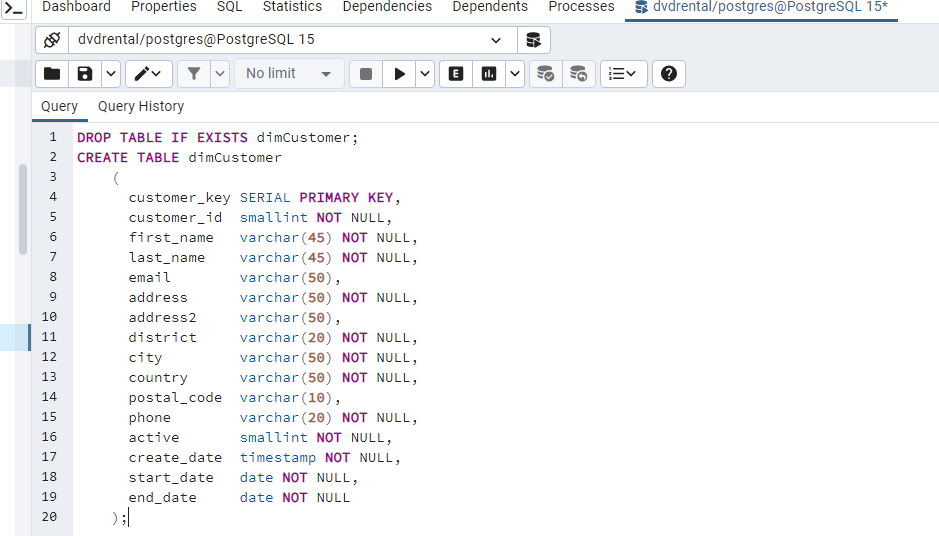 Dashboard Properties SQL Statistics Dependencies Dependents Processes dvdrental/postgres@PostgreSQL 15*
dvdrental/postgres@PostgreSQL 15
No limit E
Query Query History
1 DROP TABLE IF EXISTS dimCustomer;
2 CREATE TABLE dimCustomer
3 (
4 customer_key SERIAL PRIMARY KEY,
5 customer_id smallint NOT NULL,
6 first_name varchar(45) NOT NULL,
7 last_name varchar(45) NOT NULL,
8 email varchar(50),
9 address varchar(50) NOT NULL,
10 address2 varchar(50),
11 district varchar(20) NOT NULL,
12 city varchar(50) NOT NULL,
13 country varchar(50) NOT NULL,
14 postal_code varchar(10),
15 phone varchar(20) NOT NULL,
16 active smallint NOT NULL,
17 create_date timestamp NOT NULL,
18 start_date date NOT NULL,
19 end_date date NOT NULL
20 );